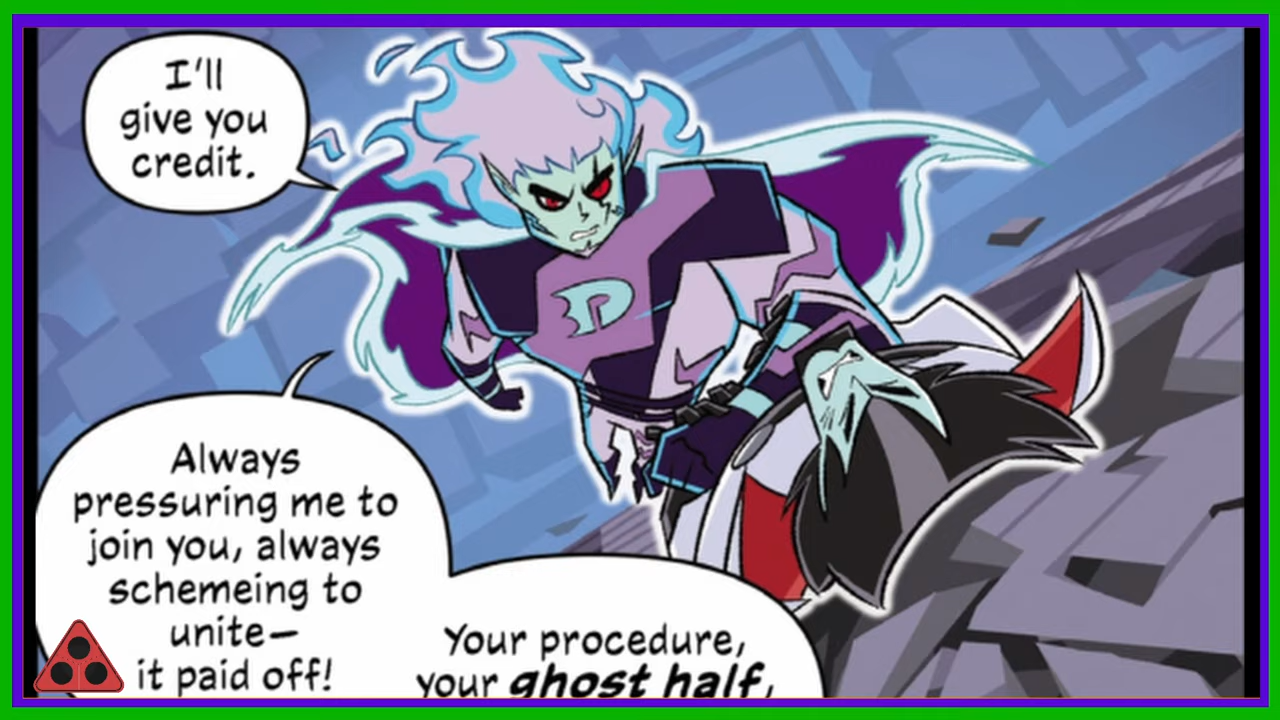 I'll
give you
credit.
D
Always
pressuring me to
join you, always
schemeing to
unite—
it paid off!
Your procedure,
your ghost half,